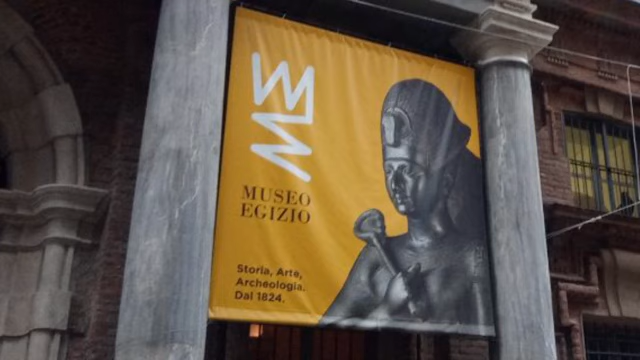 MUSEO
EGIZIO
Storia, Arte,
Archeologia.
Dal 1824.